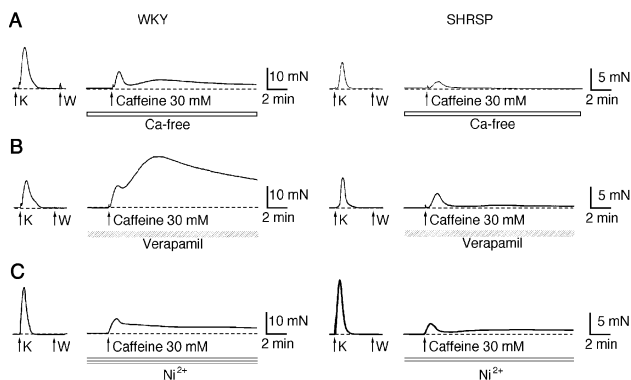 A WKY SHRSP
K W Caffeine 30 mM 10 mN 2 min K W Caffeine 30 mM 5 mN 2 min
Ca-free Ca-free
B
K W Caffeine 30 mM 10 mN 2 min K W Caffeine 30 mM 5 mN 2 min
Verapamil Verapamil
C
K W Caffeine 30 mM 10 mN 2 min K W Caffeine 30 mM 5 mN 2 min
Ni2+ Ni2+